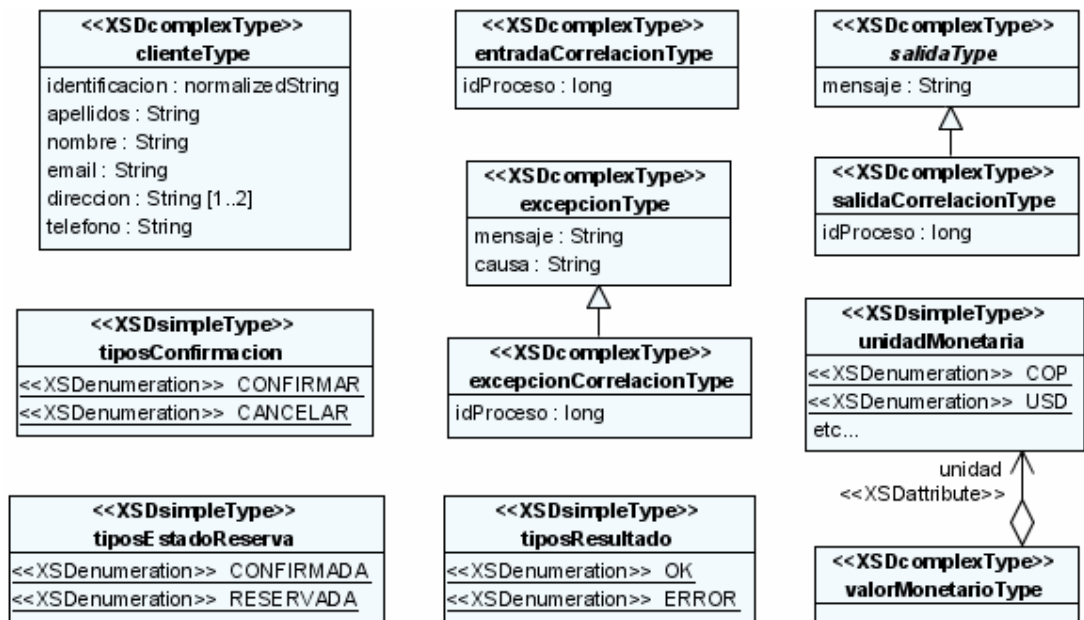 <<XSDcomplexType>>
clienteType
identificacion : normalizedString
apellidos : String
nombre : String
email : String
direccion : String [1..2]
telefono : String
<<XSDcomplexType>>
entradaCorrelacionType
idProceso : long
<<XSDcomplexType>>
salidaType
mensaje : String
<<XSDcomplexType>>
excepcionType
mensaje : String
causa : String
<<XSDcomplexType>>
salidaCorrelacionType
idProceso : long
<<XSDsimpleType>>
tiposConfirmacion
<<XSDenumeration>> CONFIRMAR
<<XSDenumeration>> CANCELAR
<<XSDcomplexType>>
excepcionCorrelacionType
idProceso : long
<<XSDsimpleType>>
unidadMonetaria
<<XSDenumeration>> COP
<<XSDenumeration>> USD
etc...
unidad
<<XSDattribute>>
<<XSDsimpleType>>
tiposEstadoReserva
<<XSDenumeration>> CONFIRMADA
<<XSDenumeration>> RESERVADA
<<XSDsimpleType>>
tiposResultado
<<XSDenumeration>> OK
<<XSDenumeration>> ERROR
<<XSDcomplexType>>
valorMonetarioType